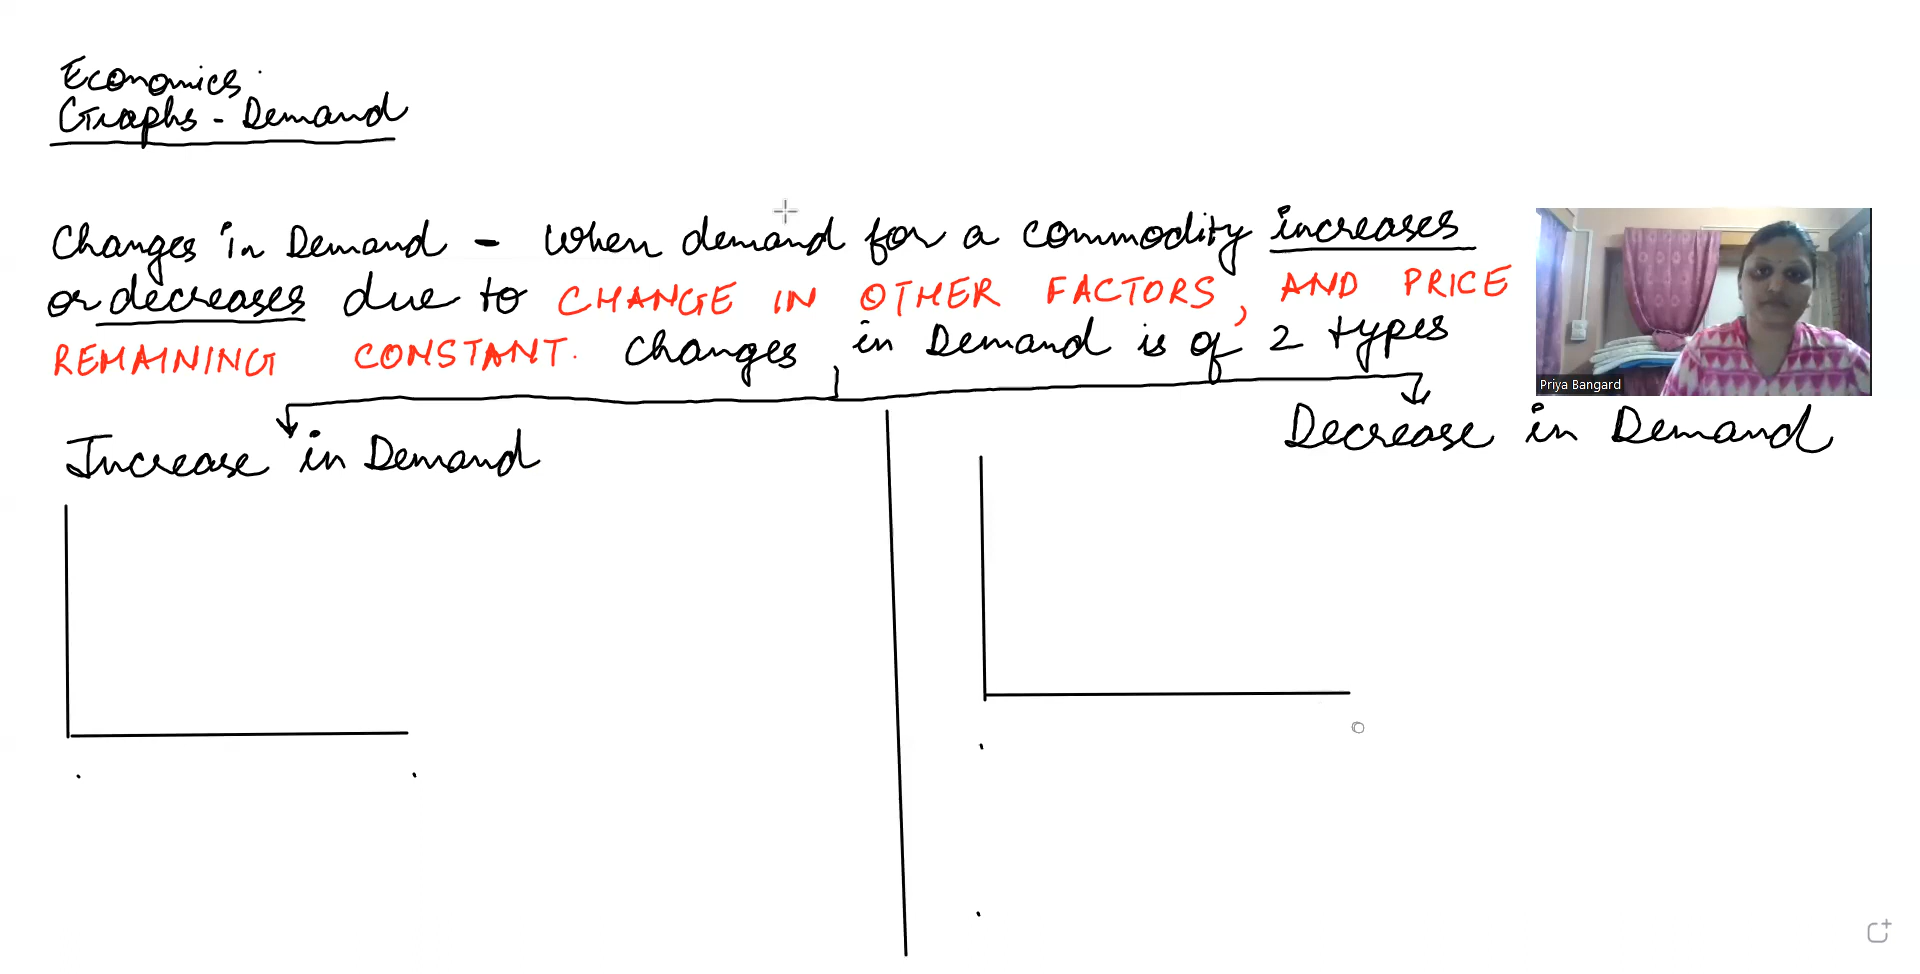 Economics
Graphs - Demand
Changes in Demand - When demand for a commodity increases
or decreases due to CHANGE IN OTHER FACTORS, AND PRICE
REMAINING CONSTANT. Changes in Demand is of 2 types
Priya Bangard
Increase in Demand
Decrease in Demand